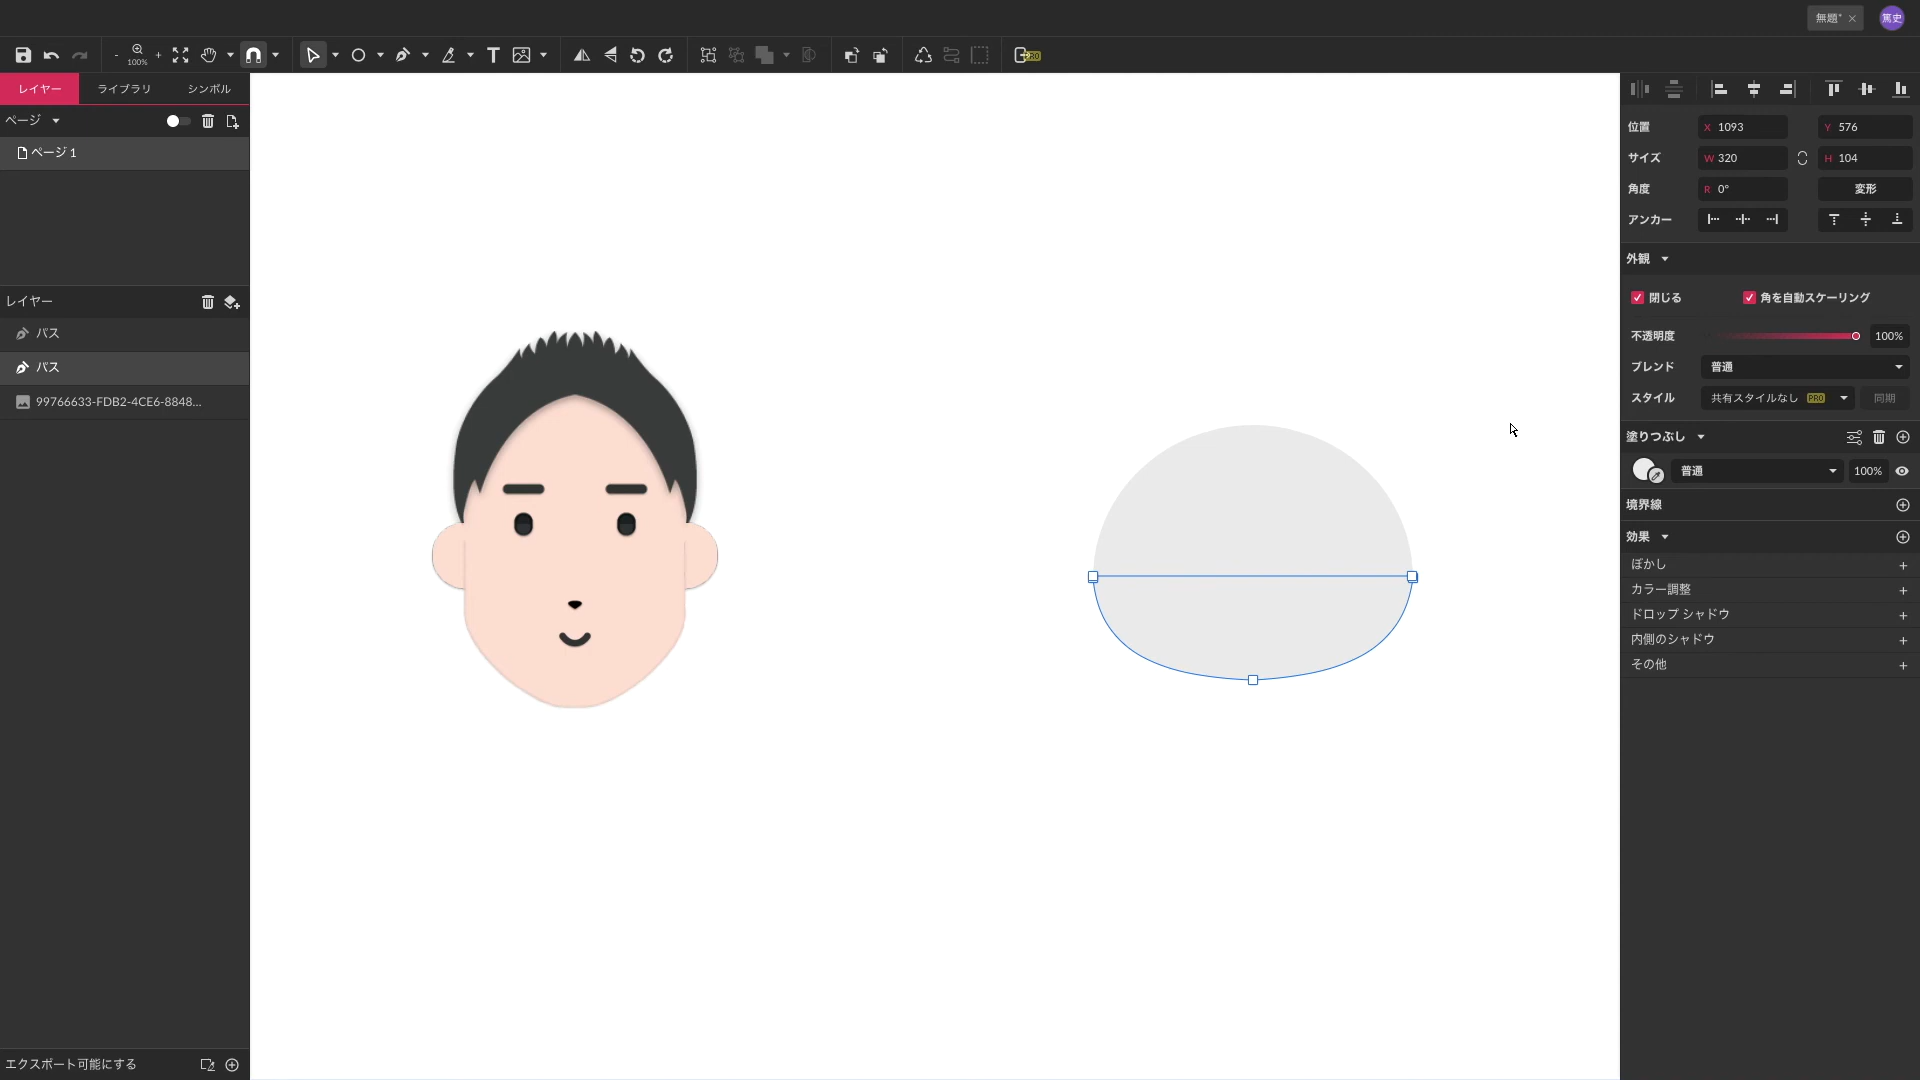 無題*
篤史
100%
PRO
レイヤー
ライブラリ
シンボル
ページ
ページ 1
レイヤー
パス
パス
99766633-FDB2-4CE6-8848...
エクスポート可能にする
位置 X 1093 Y 576
サイズ W 320 H 104
角度 R 0° 変形
アンカー
外観
閉じる 角を自動スケーリング
不透明度 100%
ブレンド 普通
スタイル 共有スタイルなし PRO 同期
塗りつぶし
普通 100%
境界線
効果
ぼかし
カラー調整
ドロップ シャドウ
内側のシャドウ
その他